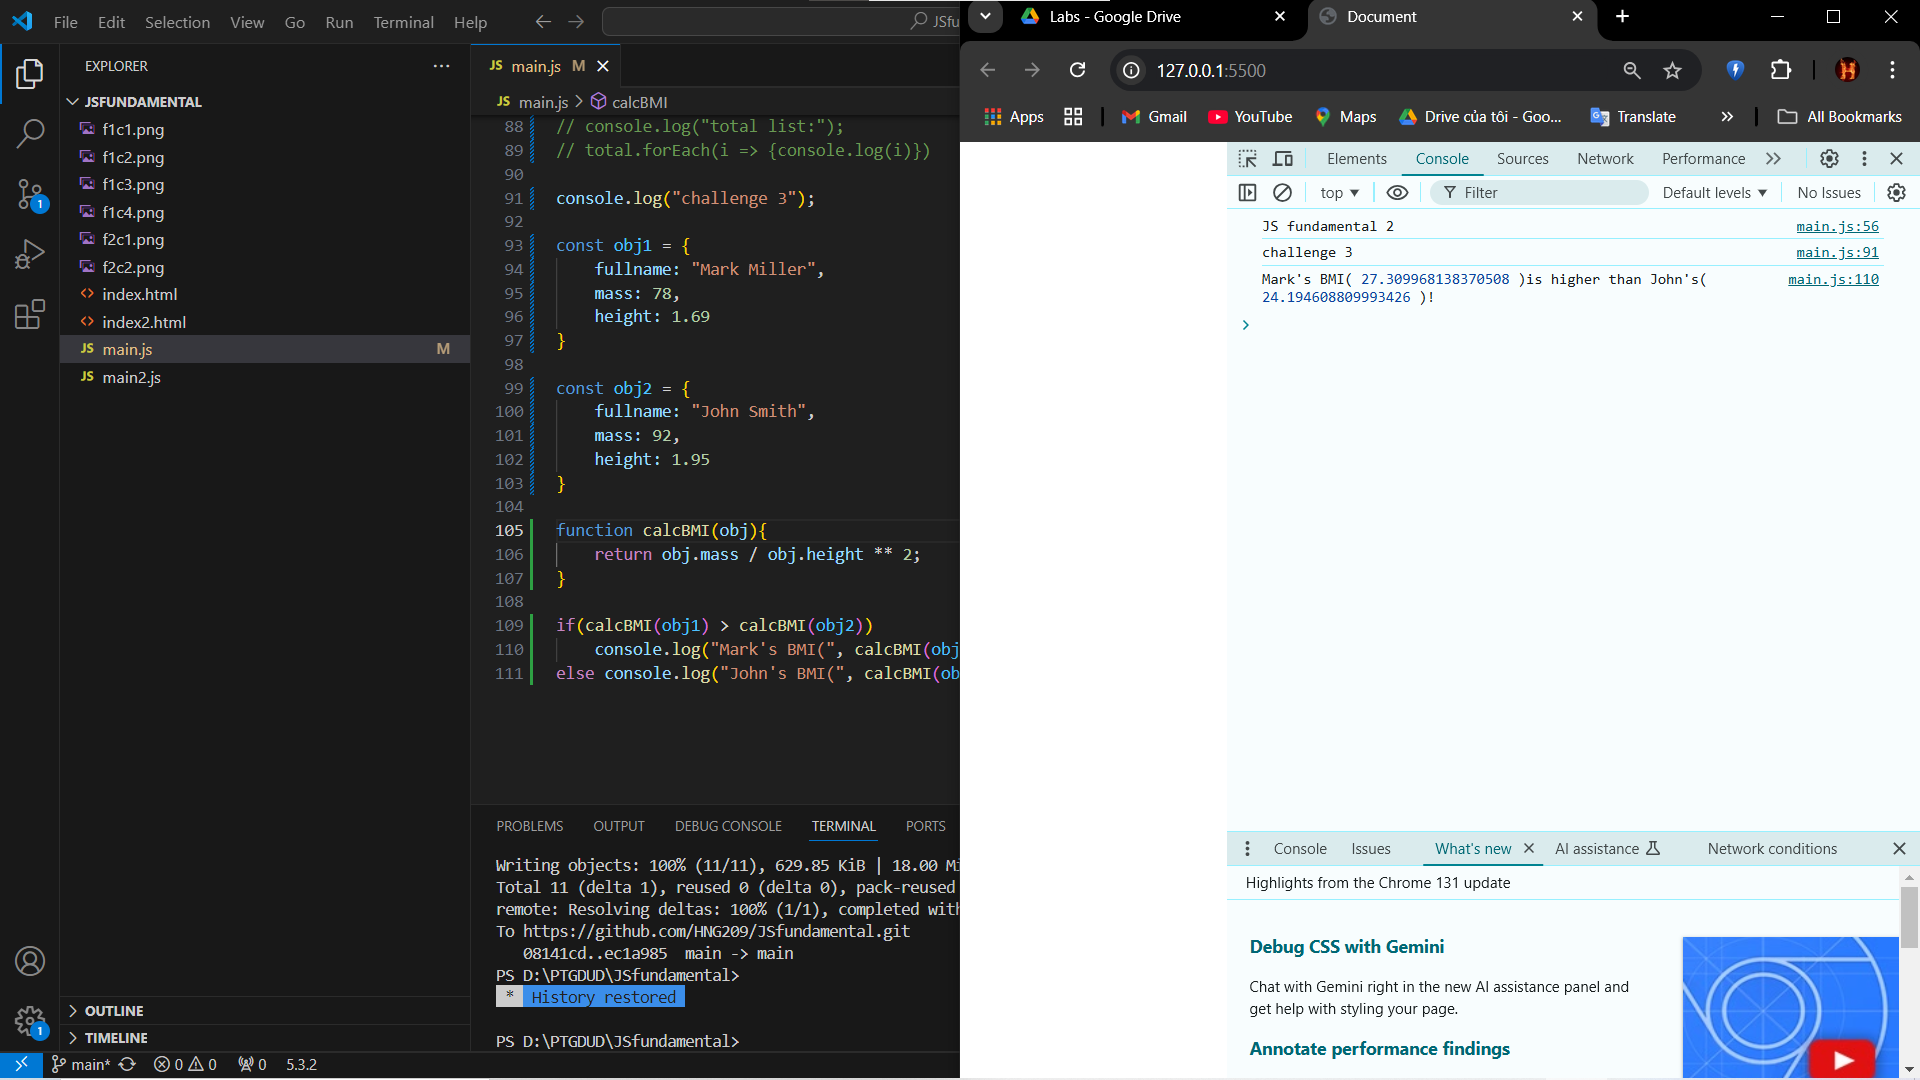 File Edit Selection View Go Run Terminal Help
JSfu
EXPLORER
JSFUNDAMENTAL
f1c1.png
f1c2.png
f1c3.png
f1c4.png
f2c1.png
f2c2.png
index.html
index2.html
JS main.js M
JS main2.js
OUTLINE
TIMELINE
1
1
JS main.js M
JS main.js > calcBMI
88 // console.log("total list:");
89 // total.forEach(i => {console.log(i)})
90
91 console.log("challenge 3");
92
93 const obj1 = {
94 fullname: "Mark Miller",
95 mass: 78,
96 height: 1.69
97 }
98
99 const obj2 = {
100 fullname: "John Smith",
101 mass: 92,
102 height: 1.95
103 }
104
105 function calcBMI(obj){
106 return obj.mass / obj.height ** 2;
107 }
108
109 if(calcBMI(obj1) > calcBMI(obj2))
110 console.log("Mark's BMI(", calcBMI(obj
111 else console.log("John's BMI(", calcBMI(ob
PROBLEMS OUTPUT DEBUG CONSOLE TERMINAL PORTS
Writing objects: 100% (11/11), 629.85 KiB | 18.00 Mi
Total 11 (delta 1), reused 0 (delta 0), pack-reused
remote: Resolving deltas: 100% (1/1), completed with
To https://github.com/HNG209/JSfundamental.git
08141cd..ec1a985 main -> main
PS D:\PTGDUD\JSfundamental>
* History restored
PS D:\PTGDUD\JSfundamental>
main* 0 0 0 5.3.2
Labs - Google Drive
Document
127.0.0.1:5500
Apps Gmail YouTube Maps Drive của tôi - Goo... Translate » All Bookmarks
Elements Console Sources Network Performance
top Filter Default levels No Issues
JS fundamental 2 main.js:56
challenge 3 main.js:91
Mark's BMI( 27.309968138370508 )is higher than John's( main.js:110
24.194608809993426 )!
Console Issues What's new AI assistance Network conditions
Highlights from the Chrome 131 update
Debug CSS with Gemini
Chat with Gemini right in the new AI assistance panel and
get help with styling your page.
Annotate performance findings